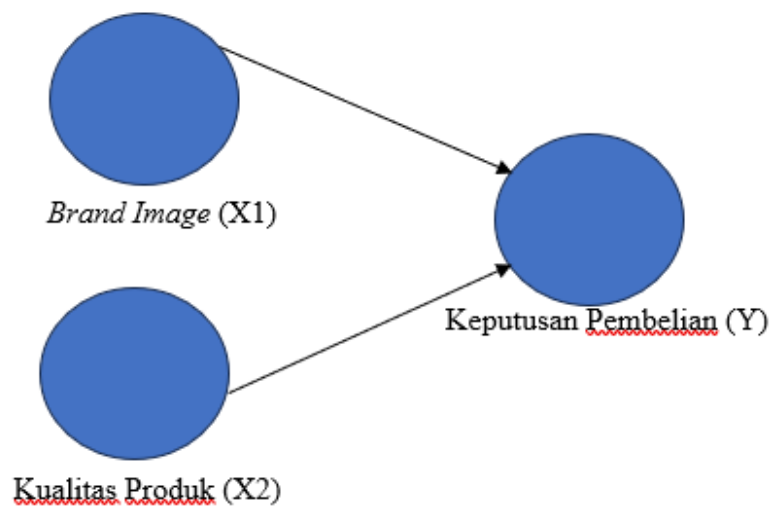 Brand Image (X1)
Keputusan Pembelian (Y)
Kualitas Produk (X2)